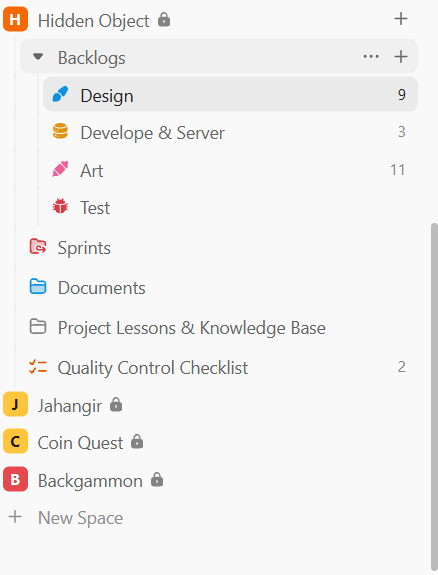 H Hidden Object
Backlogs
Design 9
Develope & Server 3
Art 11
Test
Sprints
Documents
Project Lessons & Knowledge Base
Quality Control Checklist 2
J Jahangir
C Coin Quest
B Backgammon
+ New Space